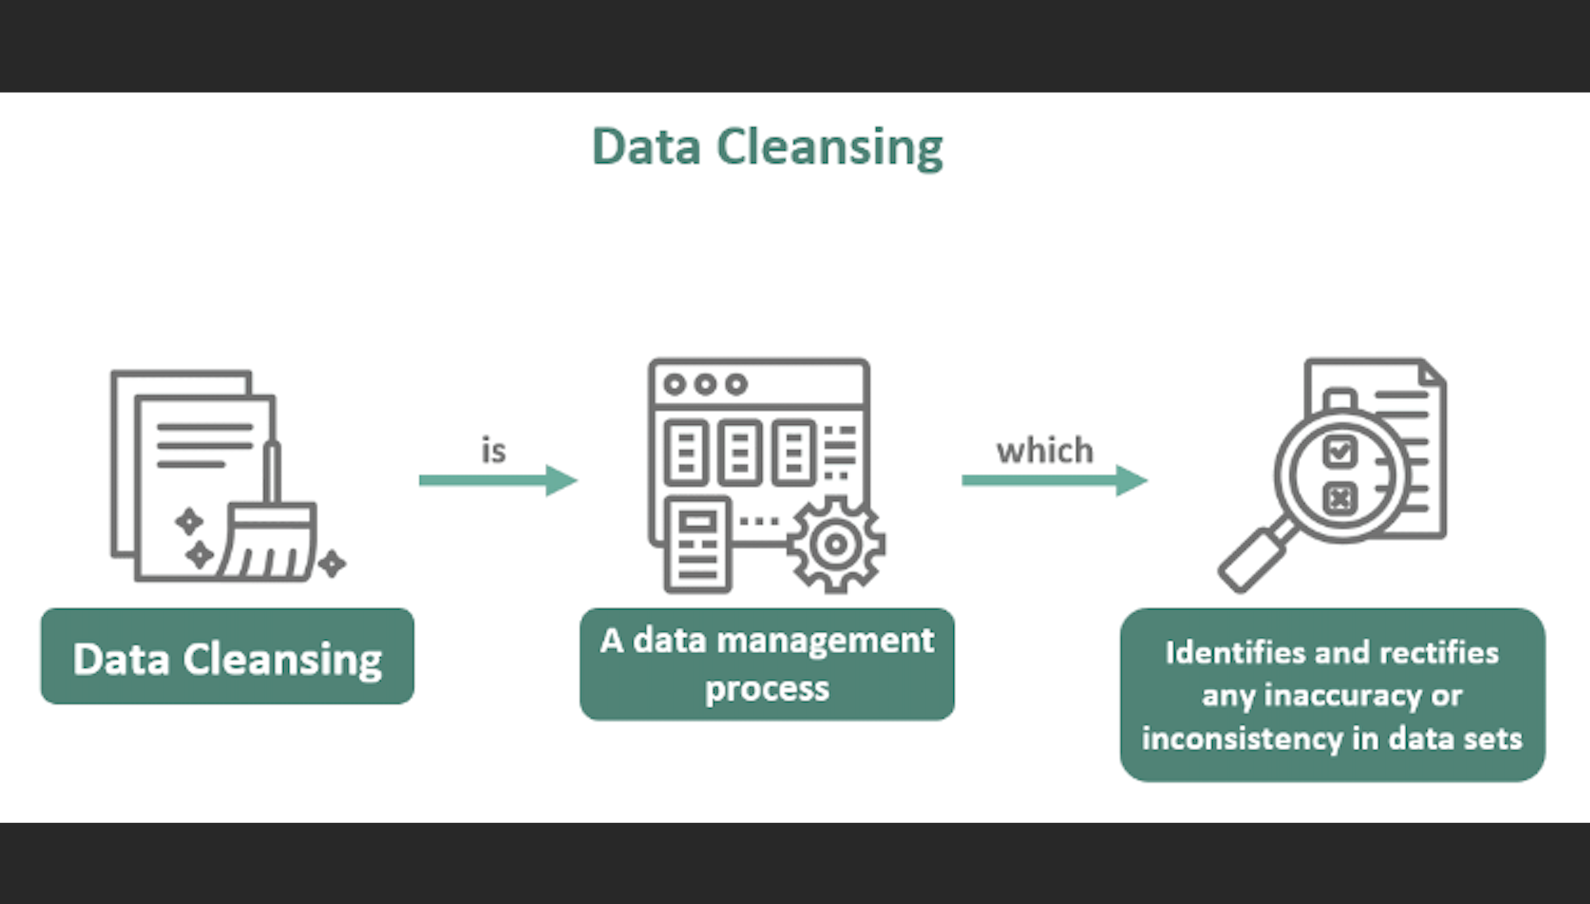 Data Cleansing
is
which
Data Cleansing
A data management
process
Identifies and rectifies
any inaccuracy or
inconsistency in data sets